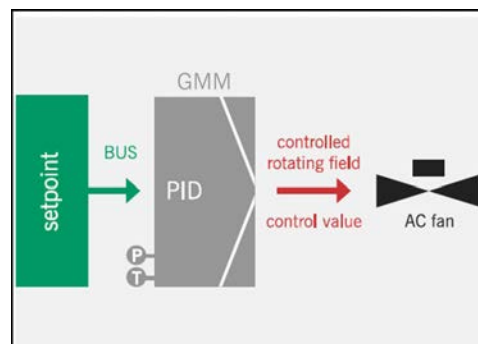 GMM
setpoint
BUS
PID
P
T
controlled
rotating field
control value
AC fan